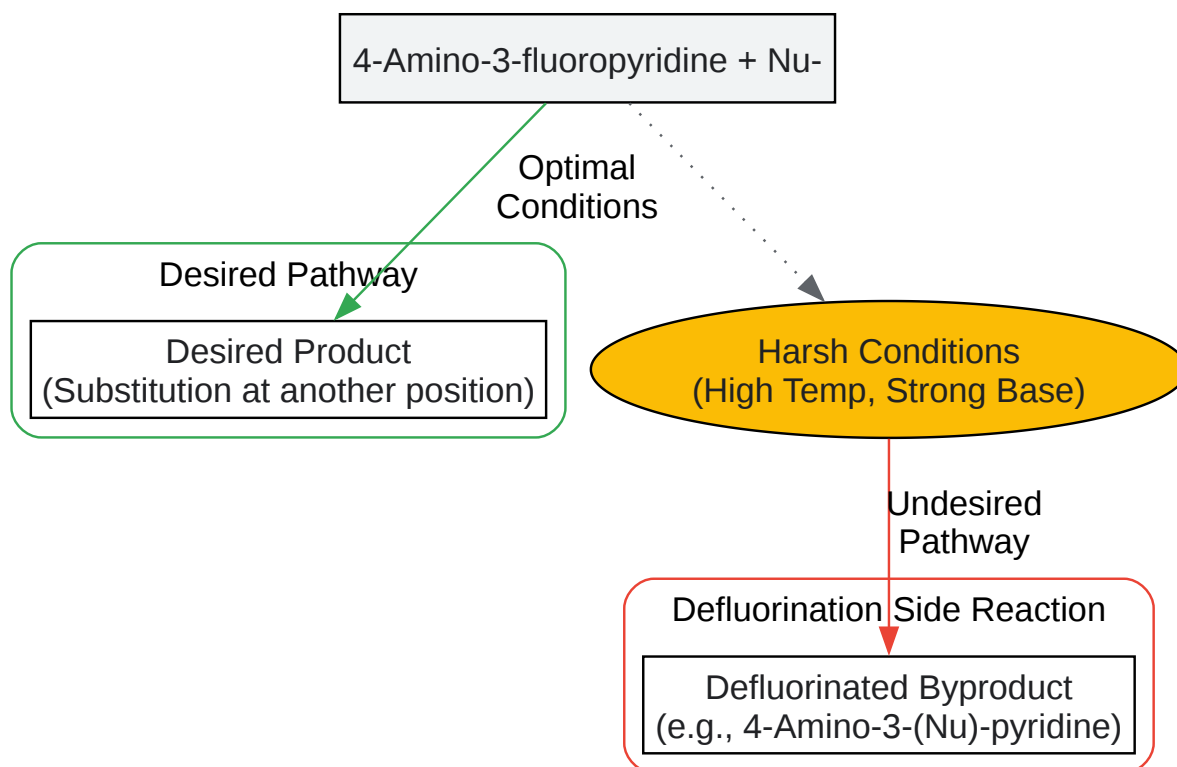 4-Amino-3-fluoropyridine + Nu-
Optimal
Conditions
Desired Pathway
Desired Product
(Substitution at another position)
Harsh Conditions
(High Temp, Strong Base)
Undesired
Pathway
Defluorination Side Reaction
Defluorinated Byproduct
(e.g., 4-Amino-3-(Nu)-pyridine)